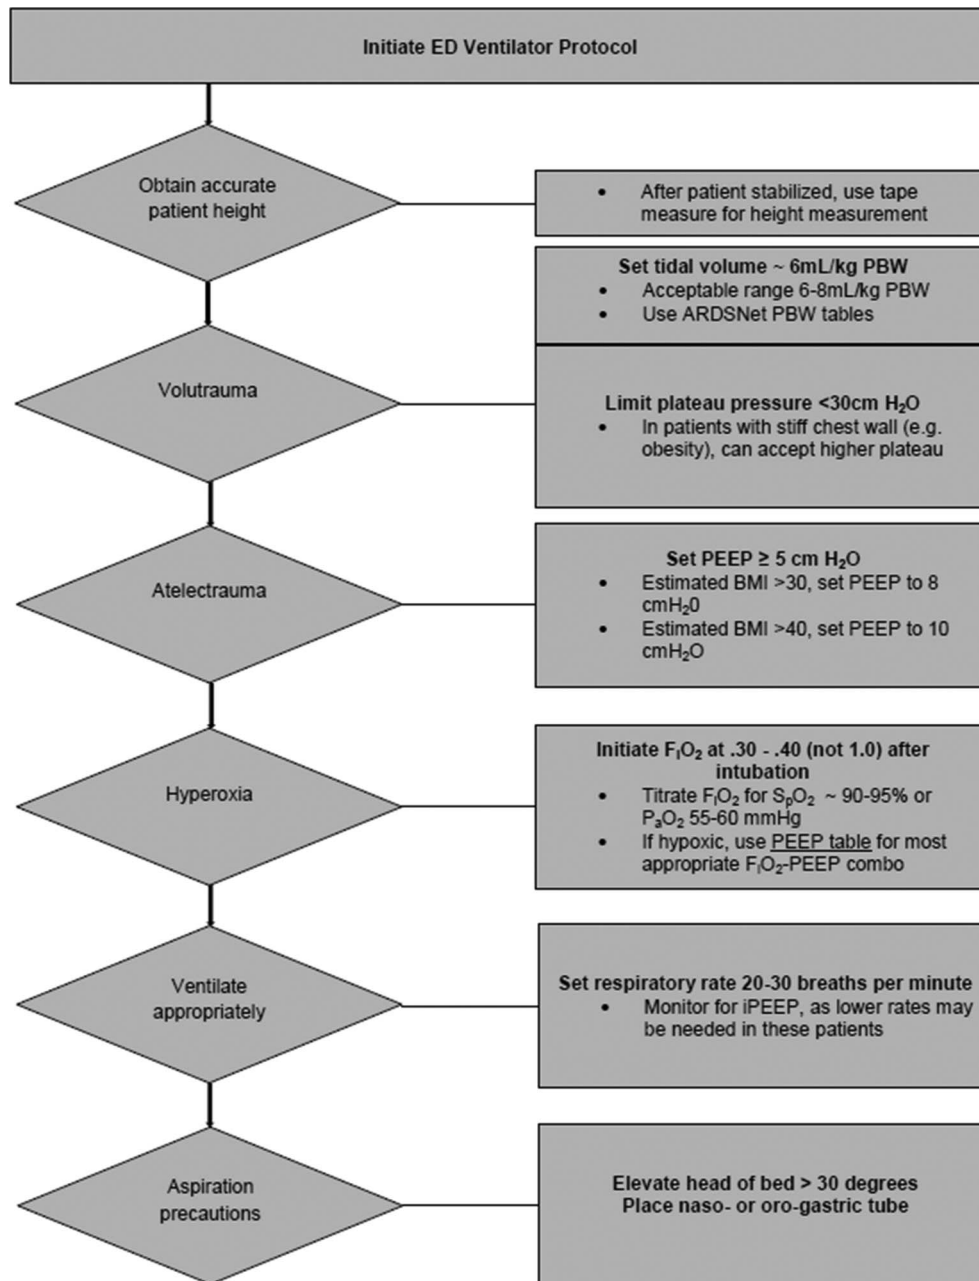 Initiate ED Ventilator Protocol
Obtain accurate
patient height
• After patient stabilized, use tape
measure for height measurement
Set tidal volume ~ 6mL/kg PBW
• Acceptable range 6-8mL/kg PBW
• Use ARDSNet PBW tables
Volutrauma
Limit plateau pressure <30cm H₂O
• In patients with stiff chest wall (e.g.
obesity), can accept higher plateau
Atelectrauma
Set PEEP ≥ 5 cm H₂O
• Estimated BMI >30, set PEEP to 8
cmH₂0
• Estimated BMI >40, set PEEP to 10
cmH₂O
Hyperoxia
Initiate FᵢO₂ at .30 - .40 (not 1.0) after
intubation
• Titrate FᵢO₂ for SₚO₂ ~ 90-95% or
PₐO₂ 55-60 mmHg
• If hypoxic, use PEEP table for most
appropriate FᵢO₂-PEEP combo
Ventilate
appropriately
Set respiratory rate 20-30 breaths per minute
• Monitor for iPEEP, as lower rates may
be needed in these patients
Aspiration
precautions
Elevate head of bed > 30 degrees
Place naso- or oro-gastric tube